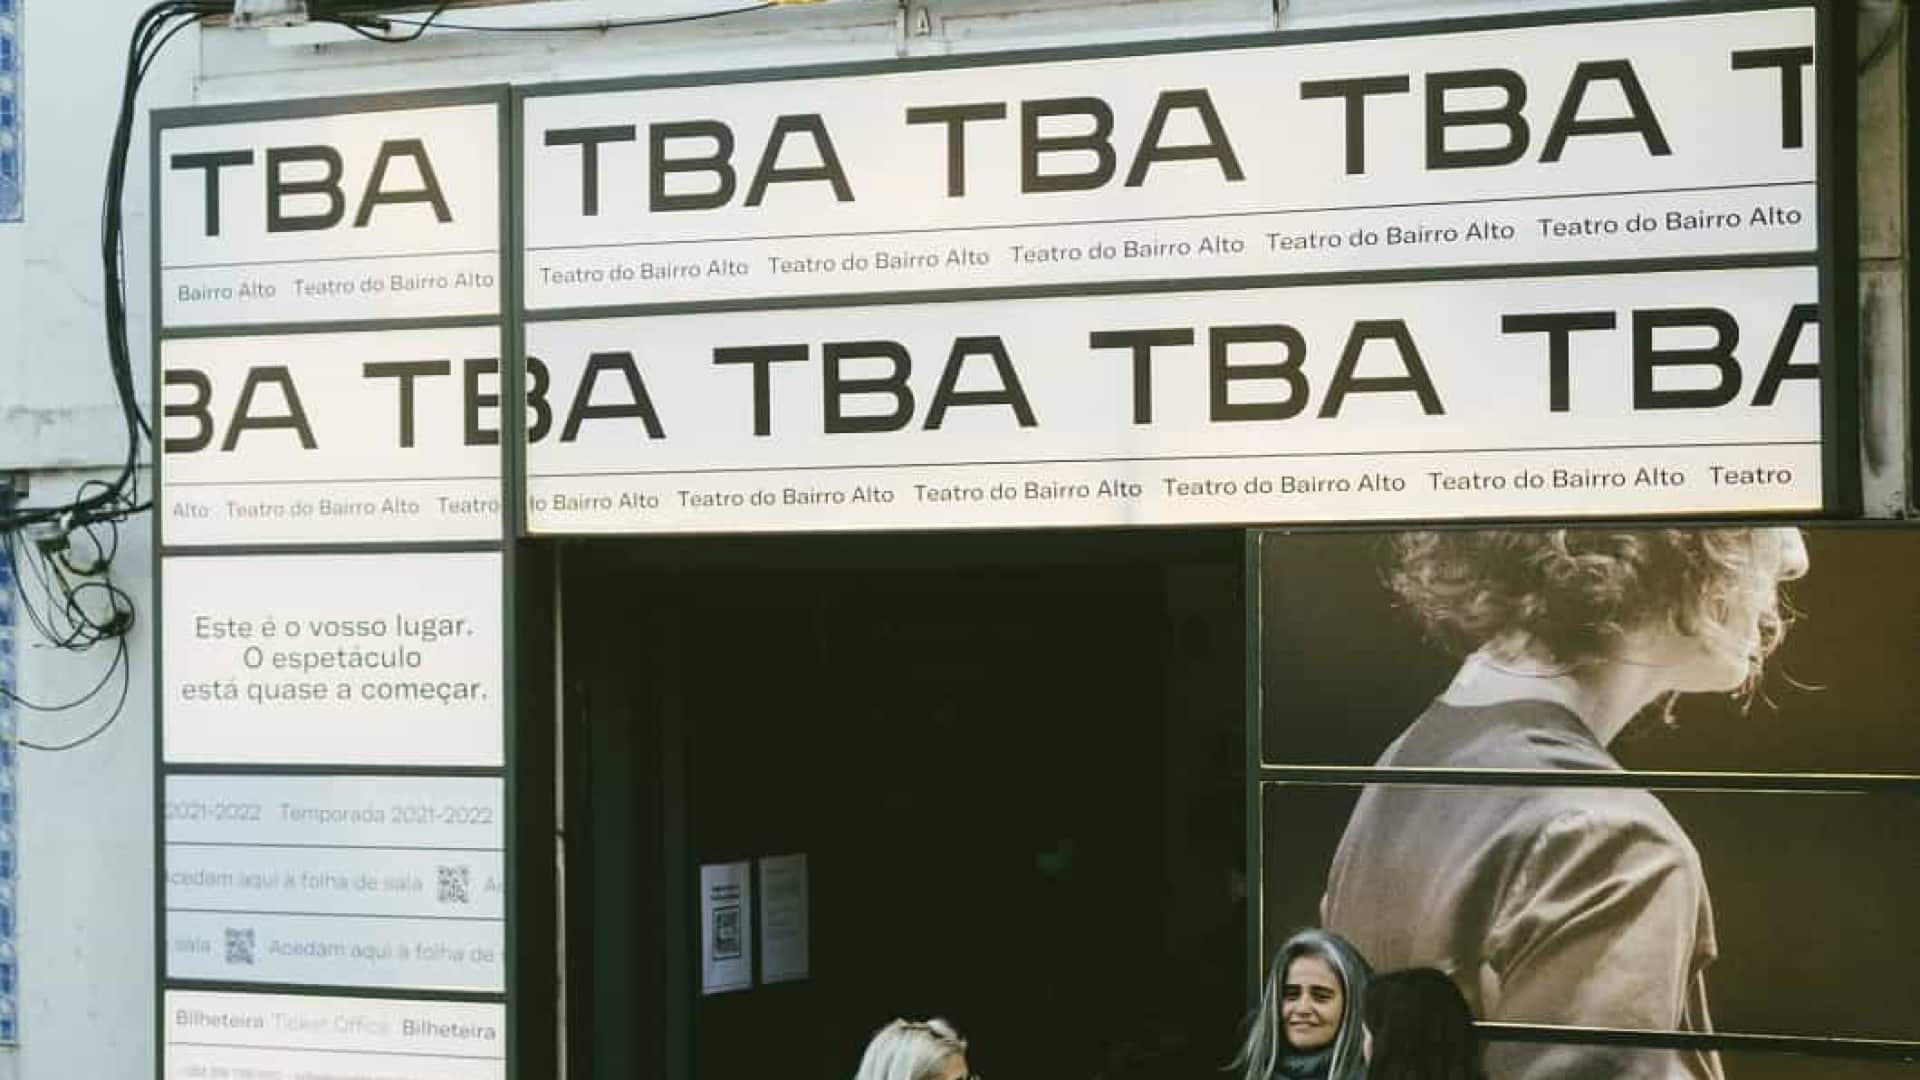 TBA
Bairro Alto Teatro do Bairro Alto
BA TB
Alto Teatro do Bairro Alto Teatro
Este é o vosso lugar.
O espetáculo
está quase a começar.
2021-2022 Temporada 2021-2022
cedam aqui à folha de sala
sala Acedam aqui à folha de
Bilheteira Ticket Office Bilheteira
TBA TBA TBA T
Teatro do Bairro Alto Teatro do Bairro Alto Teatro do Bairro Alto Teatro do Bairro Alto Teatro do Bairro Alto
BA TBA TBA TBA
do Bairro Alto Teatro do Bairro Alto Teatro do Bairro Alto Teatro do Bairro Alto Teatro do Bairro Alto Teatro